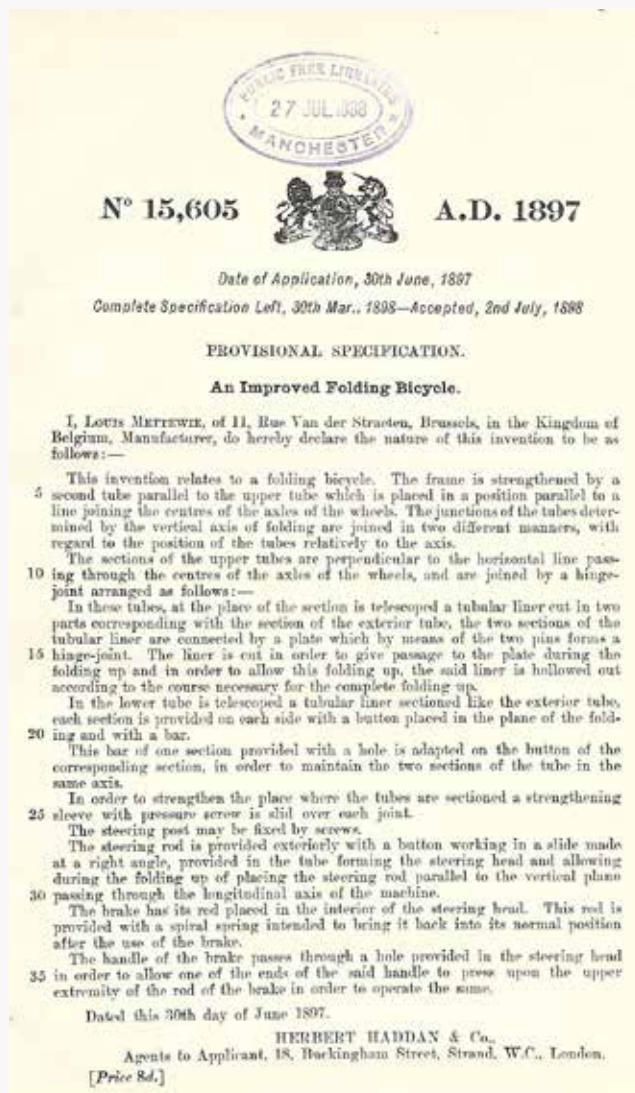 PUBLIC FREE LIBRARIES
27 JUL 1898
MANCHESTER
Nº 15,605 A.D. 1897
Date of Application, 30th June, 1897
Complete Specification Left, 30th Mar., 1898—Accepted, 2nd July, 1898
PROVISIONAL SPECIFICATION.
An Improved Folding Bicycle.
I, LOUIS METTEWIE, of 11, Rue Van der Straeten, Brussels, in the Kingdom of
Belgium, Manufacturer, do hereby declare the nature of this invention to be as
follows:—
This invention relates to a folding bicycle. The frame is strengthened by a
5 second tube parallel to the upper tube which is placed in a position parallel to a
line joining the centres of the axles of the wheels. The junctions of the tubes deter-
mined by the vertical axis of folding are joined in two different manners, with
regard to the position of the tubes relatively to the axis.
The sections of the upper tubes are perpendicular to the horizontal line pass-
10 ing through the centres of the axles of the wheels, and are joined by a hinge-
joint arranged as follows:—
In these tubes, at the place of the section is telescoped a tubular liner cut in two
parts corresponding with the section of the exterior tube, the two sections of the
tubular liner are connected by a plate which by means of the two pins forms a
15 hinge-joint. The liner is cut in order to give passage to the plate during the
folding up and in order to allow this folding up, the said liner is hollowed out
according to the course necessary for the complete folding up.
In the lower tube is telescoped a tubular liner sectioned like the exterior tube,
each section is provided on each side with a button placed in the plane of the fold-
20 ing and with a bar.
This bar of one section provided with a hole is adapted on the button of the
corresponding section, in order to maintain the two sections of the tube in the
same axis.
In order to strengthen the place where the tubes are sectioned a strengthening
25 sleeve with pressure screw is slid over each joint.
The steering post may be fixed by screws.
The steering rod is provided exteriorly with a button working in a slide made
at a right angle, provided in the tube forming the steering head and allowing
during the folding up of placing the steering rod parallel to the vertical plane
30 passing through the longitudinal axis of the machine.
The brake has its rod placed in the interior of the steering head. This rod is
provided with a spiral spring intended to bring it back into its normal position
after the use of the brake.
The handle of the brake passes through a hole provided in the steering head
35 in order to allow one of the ends of the said handle to press upon the upper
extremity of the rod of the brake in order to operate the same.
Dated this 30th day of June 1897.
HERBERT HADDAN & Co.,
Agents to Applicant, 18, Buckingham Street, Strand, W.C., London.
[Price 8d.]